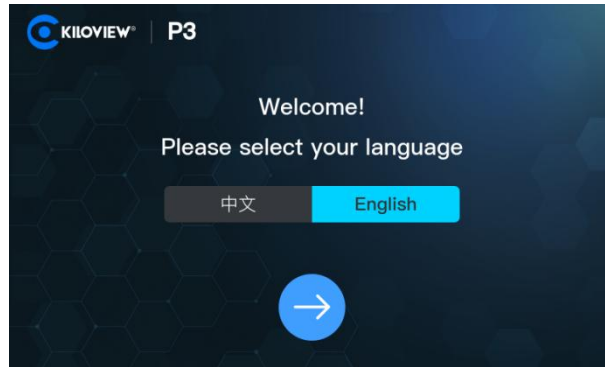 KILOVIEW® P3
Welcome!
Please select your language
中文 English